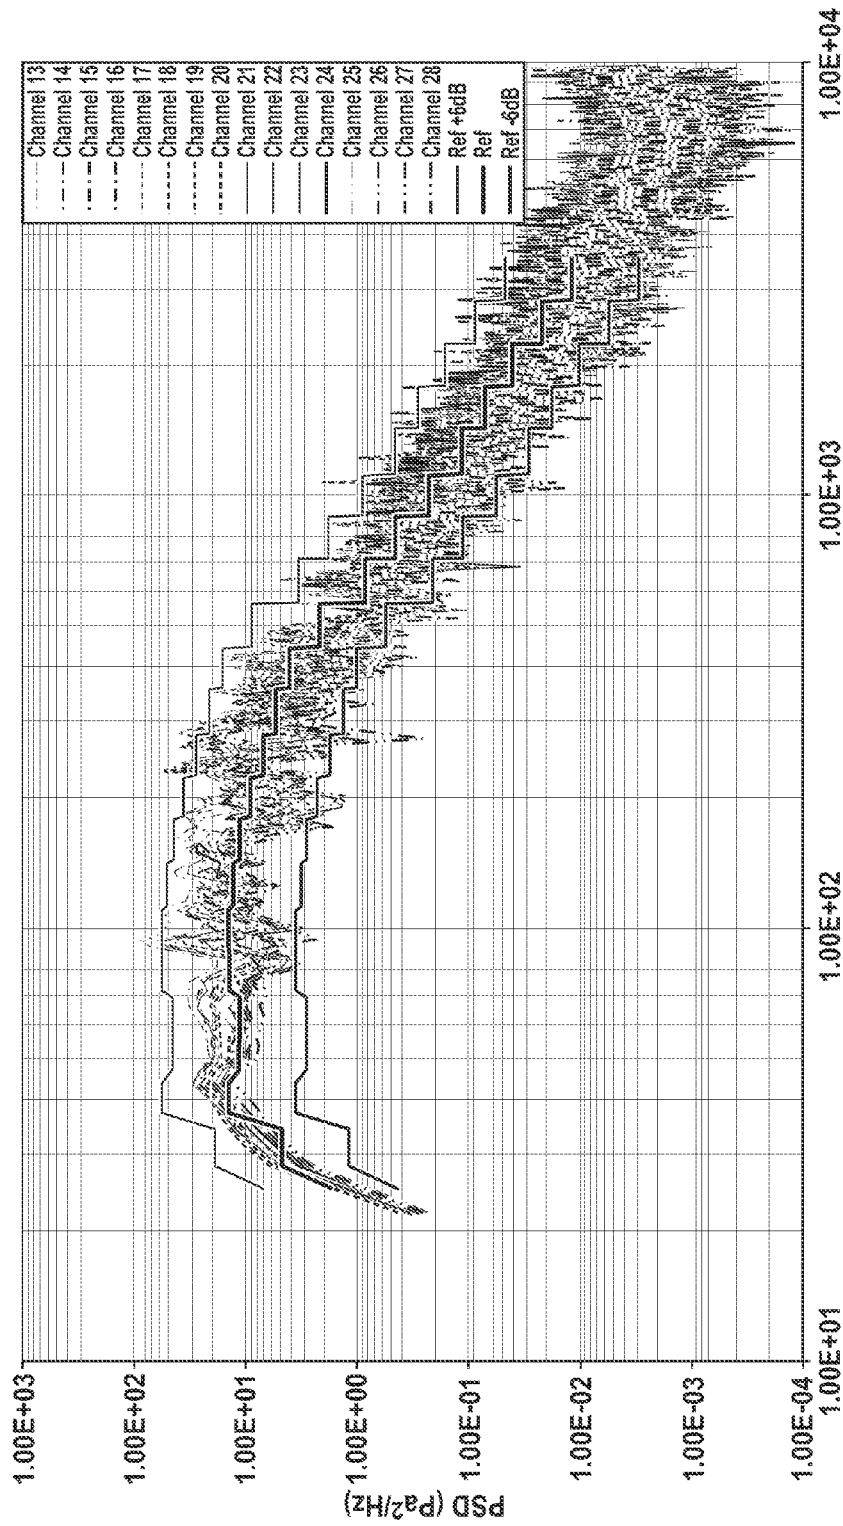 1.00E+03
1.00E+02
1.00E+01
1.00E+00
1.00E-01
1.00E-02
1.00E-03
1.00E-04
PSD (Pa²/Hz)
1.00E+01
1.00E+02
1.00E+03
1.00E+04
Channel 13
Channel 14
Channel 15
Channel 16
Channel 17
Channel 18
Channel 19
Channel 20
Channel 21
Channel 22
Channel 23
Channel 24
Channel 25
Channel 26
Channel 27
Channel 28
Ref +6dB
Ref
Ref -6dB